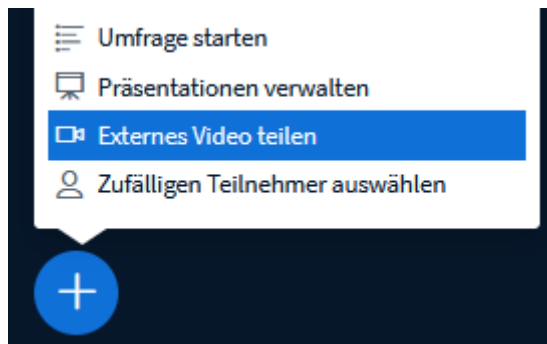 Umfrage starten
Präsentationen verwalten
Externes Video teilen
Zufälligen Teilnehmer auswählen